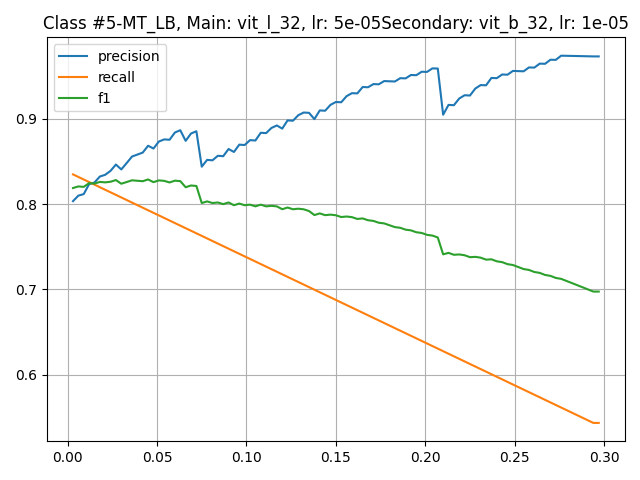 Class #5-MT_LB, Main: vit_l_32, lr: 5e-05Secondary: vit_b_32, lr: 1e-05
precision
recall
f1
0.9
0.8
0.7
0.6
0.00 0.05 0.10 0.15 0.20 0.25 0.30